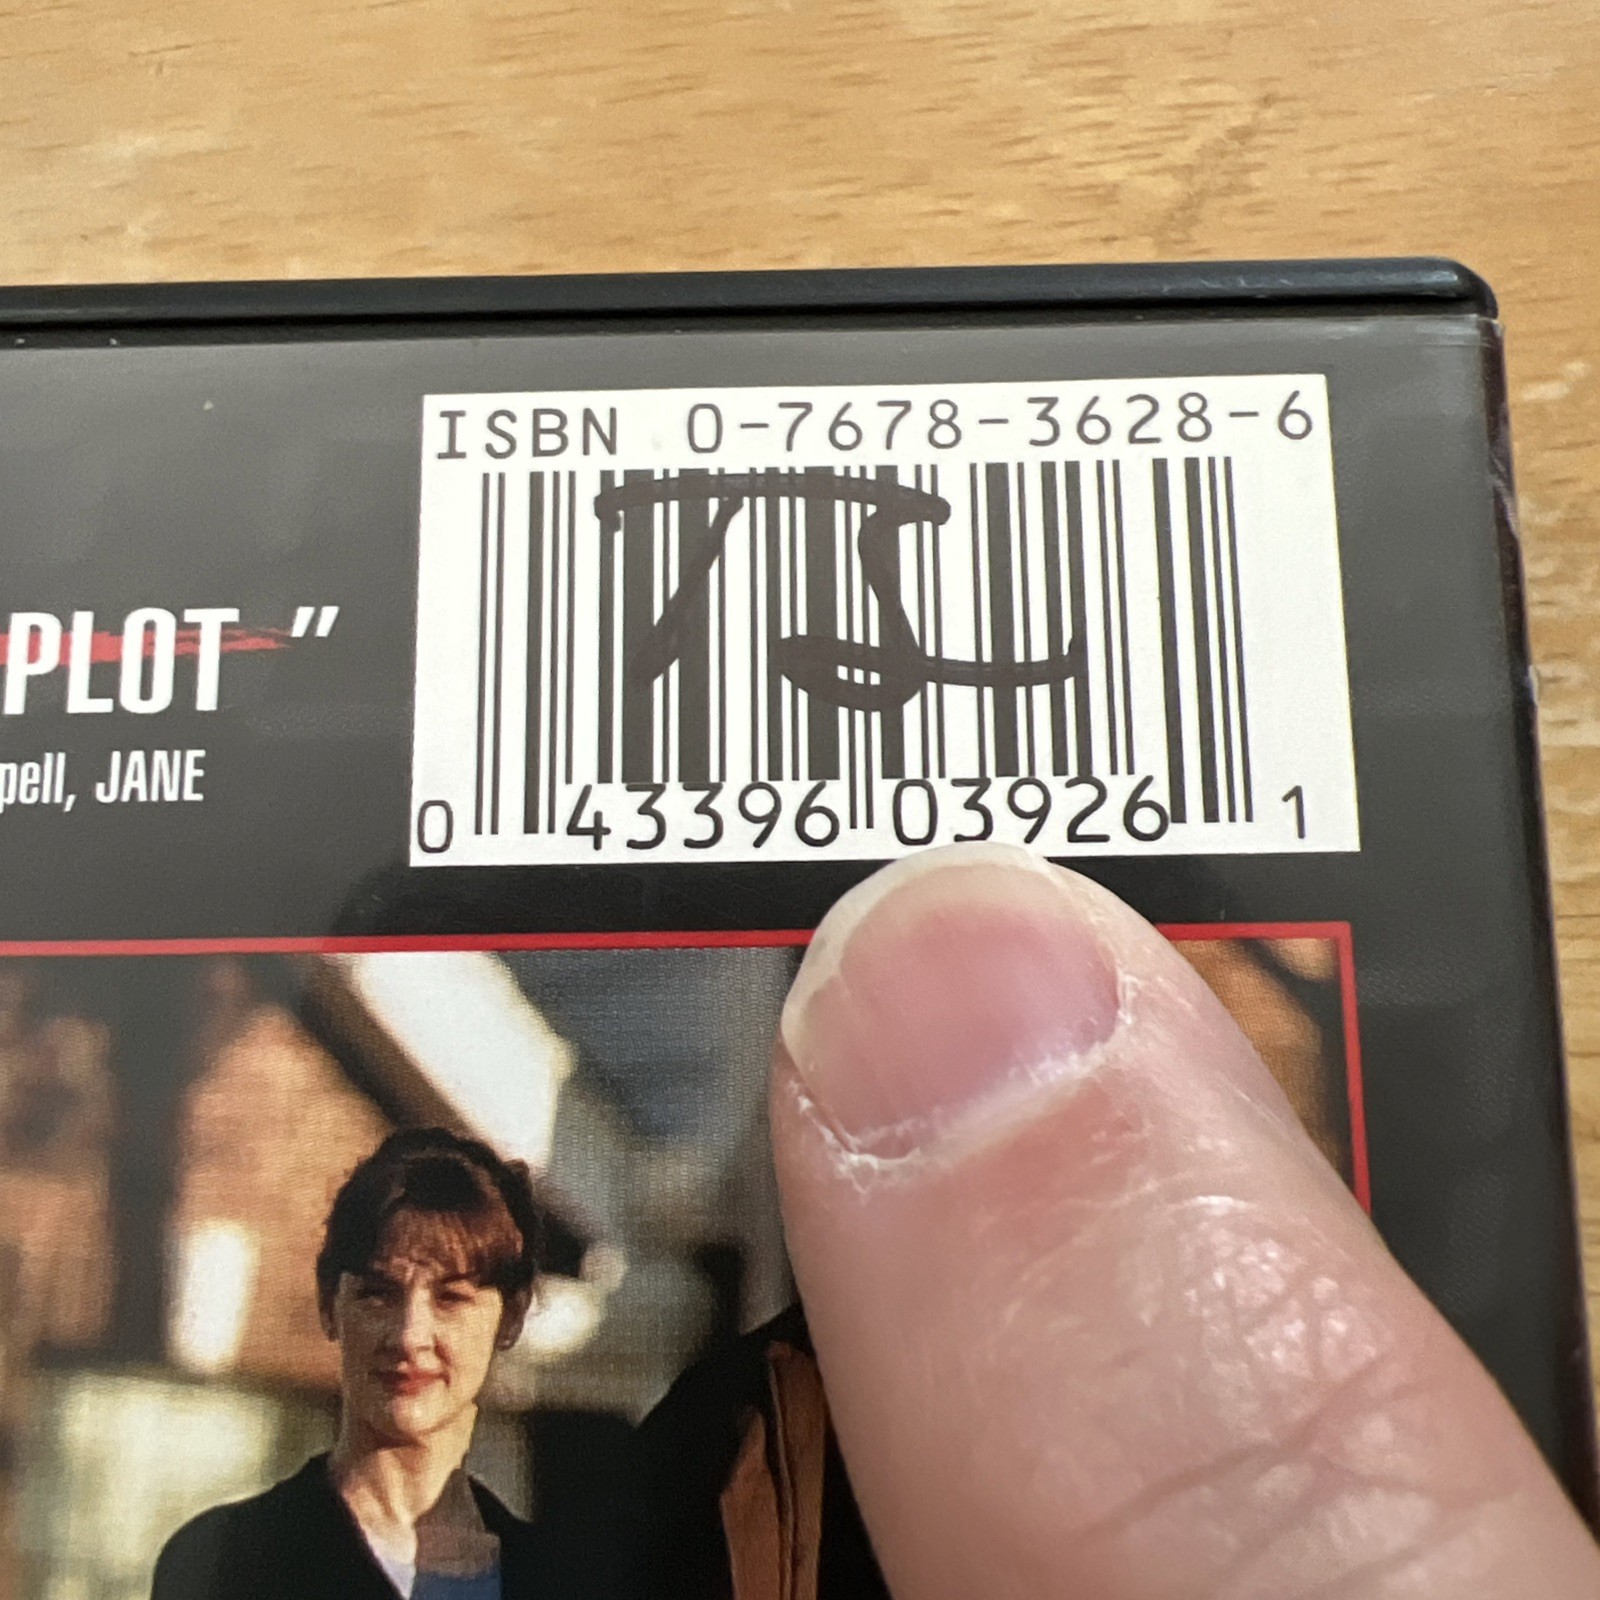 ISBN 0-7678-3628-6
PLOT "
pell, JANE
0 43396 03926 1